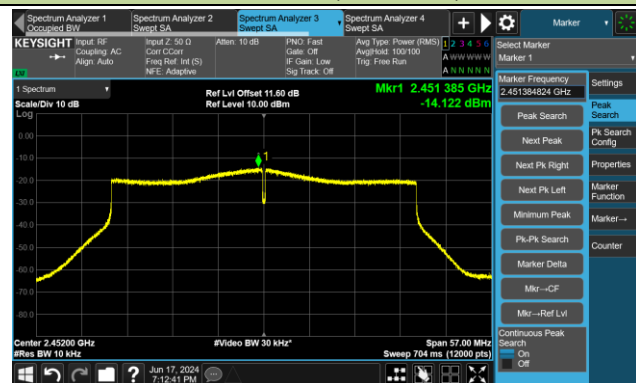 Spectrum Analyzer 1
Occupied BW
Spectrum Analyzer 2
Swept SA
Spectrum Analyzer 3
Swept SA
Spectrum Analyzer 4
Swept SA
Marker
KEYSIGHT
Input: RF
Coupling: AC
Align: Auto
Input Z: 50 Ω
Corr CCorr
Freq Ref: Int (S)
NFE: Adaptive
Atten: 10 dB
PNO: Fast
Gate: Off
IF Gain: Low
Sig Track: Off
Avg Type: Power (RMS)
Avg|Hold: 100/100
Trig: Free Run
1 2 3 4 5 6
A W W W W W
A N N N N N
Select Marker
Marker 1
1 Spectrum
Scale/Div 10 dB
Log
Ref Lvl Offset 11.60 dB
Ref Level 10.00 dBm
Mkr1 2.451 385 GHz
-14.122 dBm
Marker Frequency
2.451384824 GHz
Peak Search
Next Peak
Next Pk Right
Next Pk Left
Minimum Peak
Pk-Pk Search
Marker Delta
Mkr→CF
Mkr→Ref Lvl
Continuous Peak
Search
On
Off
Settings
Peak
Search
Pk Search
Config
Properties
Marker
Function
Marker→
Counter
0.00
-10.0
-20.0
-30.0
-40.0
-50.0
-60.0
-70.0
-80.0
1
Center 2.45200 GHz
#Res BW 10 kHz
#Video BW 30 kHz*
Span 57.00 MHz
Sweep 704 ms (12000 pts)
Jun 17, 2024
7:12:41 PM